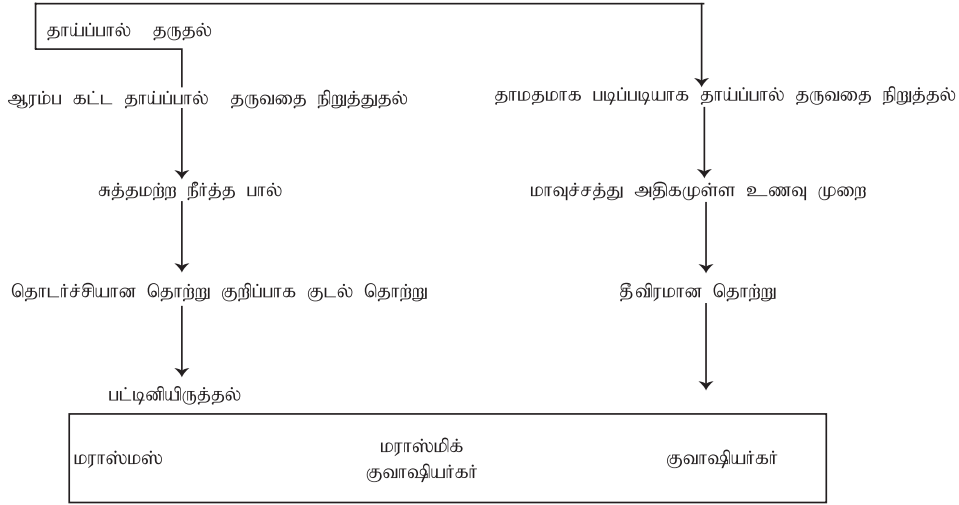 தாய்ப்பால் தருதல்
ஆரம்ப கட்ட தாய்ப்பால் தருவதை நிறுத்துதல்
தாமதமாக படிப்படியாக தாய்ப்பால் தருவதை நிறுத்தல்
சுத்தமற்ற நீர்த்த பால்
மாவுச்சத்து அதிகமுள்ள உணவு முறை
தொடர்ச்சியான தொற்று குறிப்பாக குடல் தொற்று
தீவிரமான தொற்று
பட்டினியிருத்தல்
மராஸ்மஸ்
மராஸ்மிக்
குவாஷியர்கர்
குவாஷியர்கர்